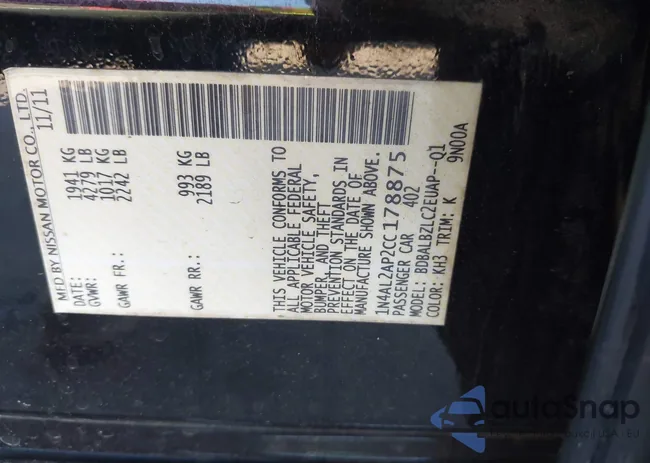 MFD BY NISSAN MOTOR CO., LTD.
DATE: 11/11
GVWR: 1941 KG
4279 LB
GAWR FR: 1017 KG
2242 LB
GAWR RR: 993 KG
2189 LB
THIS VEHICLE CONFORMS TO
ALL APPLICABLE FEDERAL
MOTOR VEHICLE SAFETY,
BUMPER, AND THEFT
PREVENTION STANDARDS IN
EFFECT ON THE DATE OF
MANUFACTURE SHOWN ABOVE.
1N4AL2AP2CC178875
PASSENGER CAR 402
MODEL: BDBALBZLC2EUAP--Q1
COLOR: KH3 TRIM: K 9N00A
autoSnap